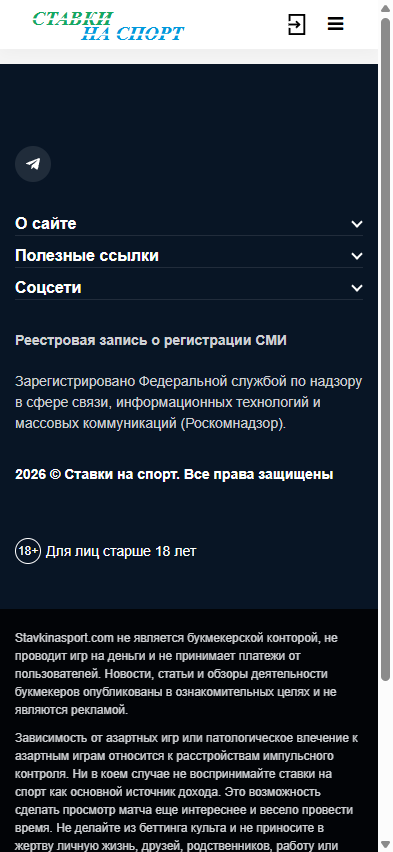 СТАВКИ
НА СПОРТ
О сайте
Полезные ссылки
Соцсети
Реестровая запись о регистрации СМИ
Зарегистрировано Федеральной службой по надзору
в сфере связи, информационных технологий и
массовых коммуникаций (Роскомнадзор).
2026 © Ставки на спорт. Все права защищены
18+ Для лиц старше 18 лет
Stavkinasport.com не является букмекерской конторой, не
проводит игр на деньги и не принимает платежи от
пользователей. Новости, статьи и обзоры деятельности
букмекеров опубликованы в ознакомительных целях и не
являются рекламой.
Зависимость от азартных игр или патологическое влечение к
азартным играм относится к расстройствам импульсного
контроля. Ни в коем случае не воспринимайте ставки на
спорт как основной источник дохода. Это возможность
сделать просмотр матча еще интереснее и весело провести
время. Не делайте из беттинга культа и не приносите в
жертву личную жизнь, друзей, родственников, работу или